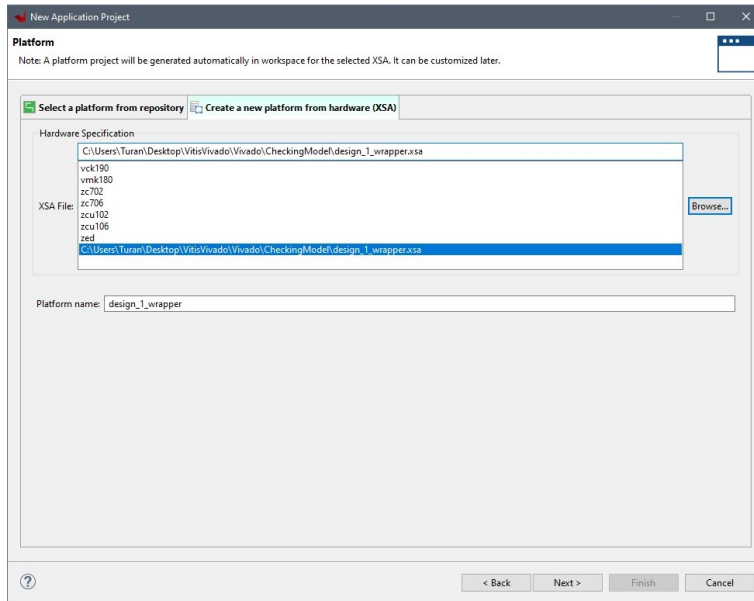 New Application Project
Platform
Note: A platform project will be generated automatically in workspace for the selected XSA. It can be customized later.
Select a platform from repository Create a new platform from hardware (XSA)
Hardware Specification
C:\Users\Turan\Desktop\VitisVivado\Vivado\CheckingModel\design_1_wrapper.xsa
vck190
vmk180
zc702
XSA File: zc706 Browse...
zcu102
zcu106
zed
C:\Users\Turan\Desktop\VitisVivado\Vivado\CheckingModel\design_1_wrapper.xsa
Platform name: design_1_wrapper
? < Back Next > Finish Cancel